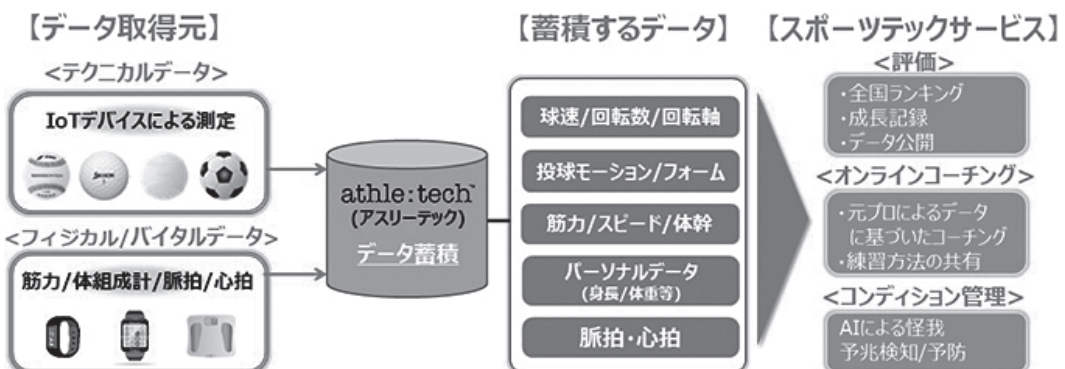 【データ取得元】
<テクニカルデータ>
IoTデバイスによる測定
SRIXON
<フィジカル/バイタルデータ>
筋力/体組成計/脈拍/心拍
athle:tech™
(アスリーテック)
データ蓄積
【蓄積するデータ】
球速/回転数/回転軸
投球モーション/フォーム
筋力/スピード/体幹
パーソナルデータ
(身長/体重等)
脈拍・心拍
【スポーツテックサービス】
<評価>
・全国ランキング
・成長記録
・データ公開
<オンラインコーチング>
・元プロによるデータ
に基づいたコーチング
・練習方法の共有
<コンディション管理>
AIによる怪我
予兆検知/予防